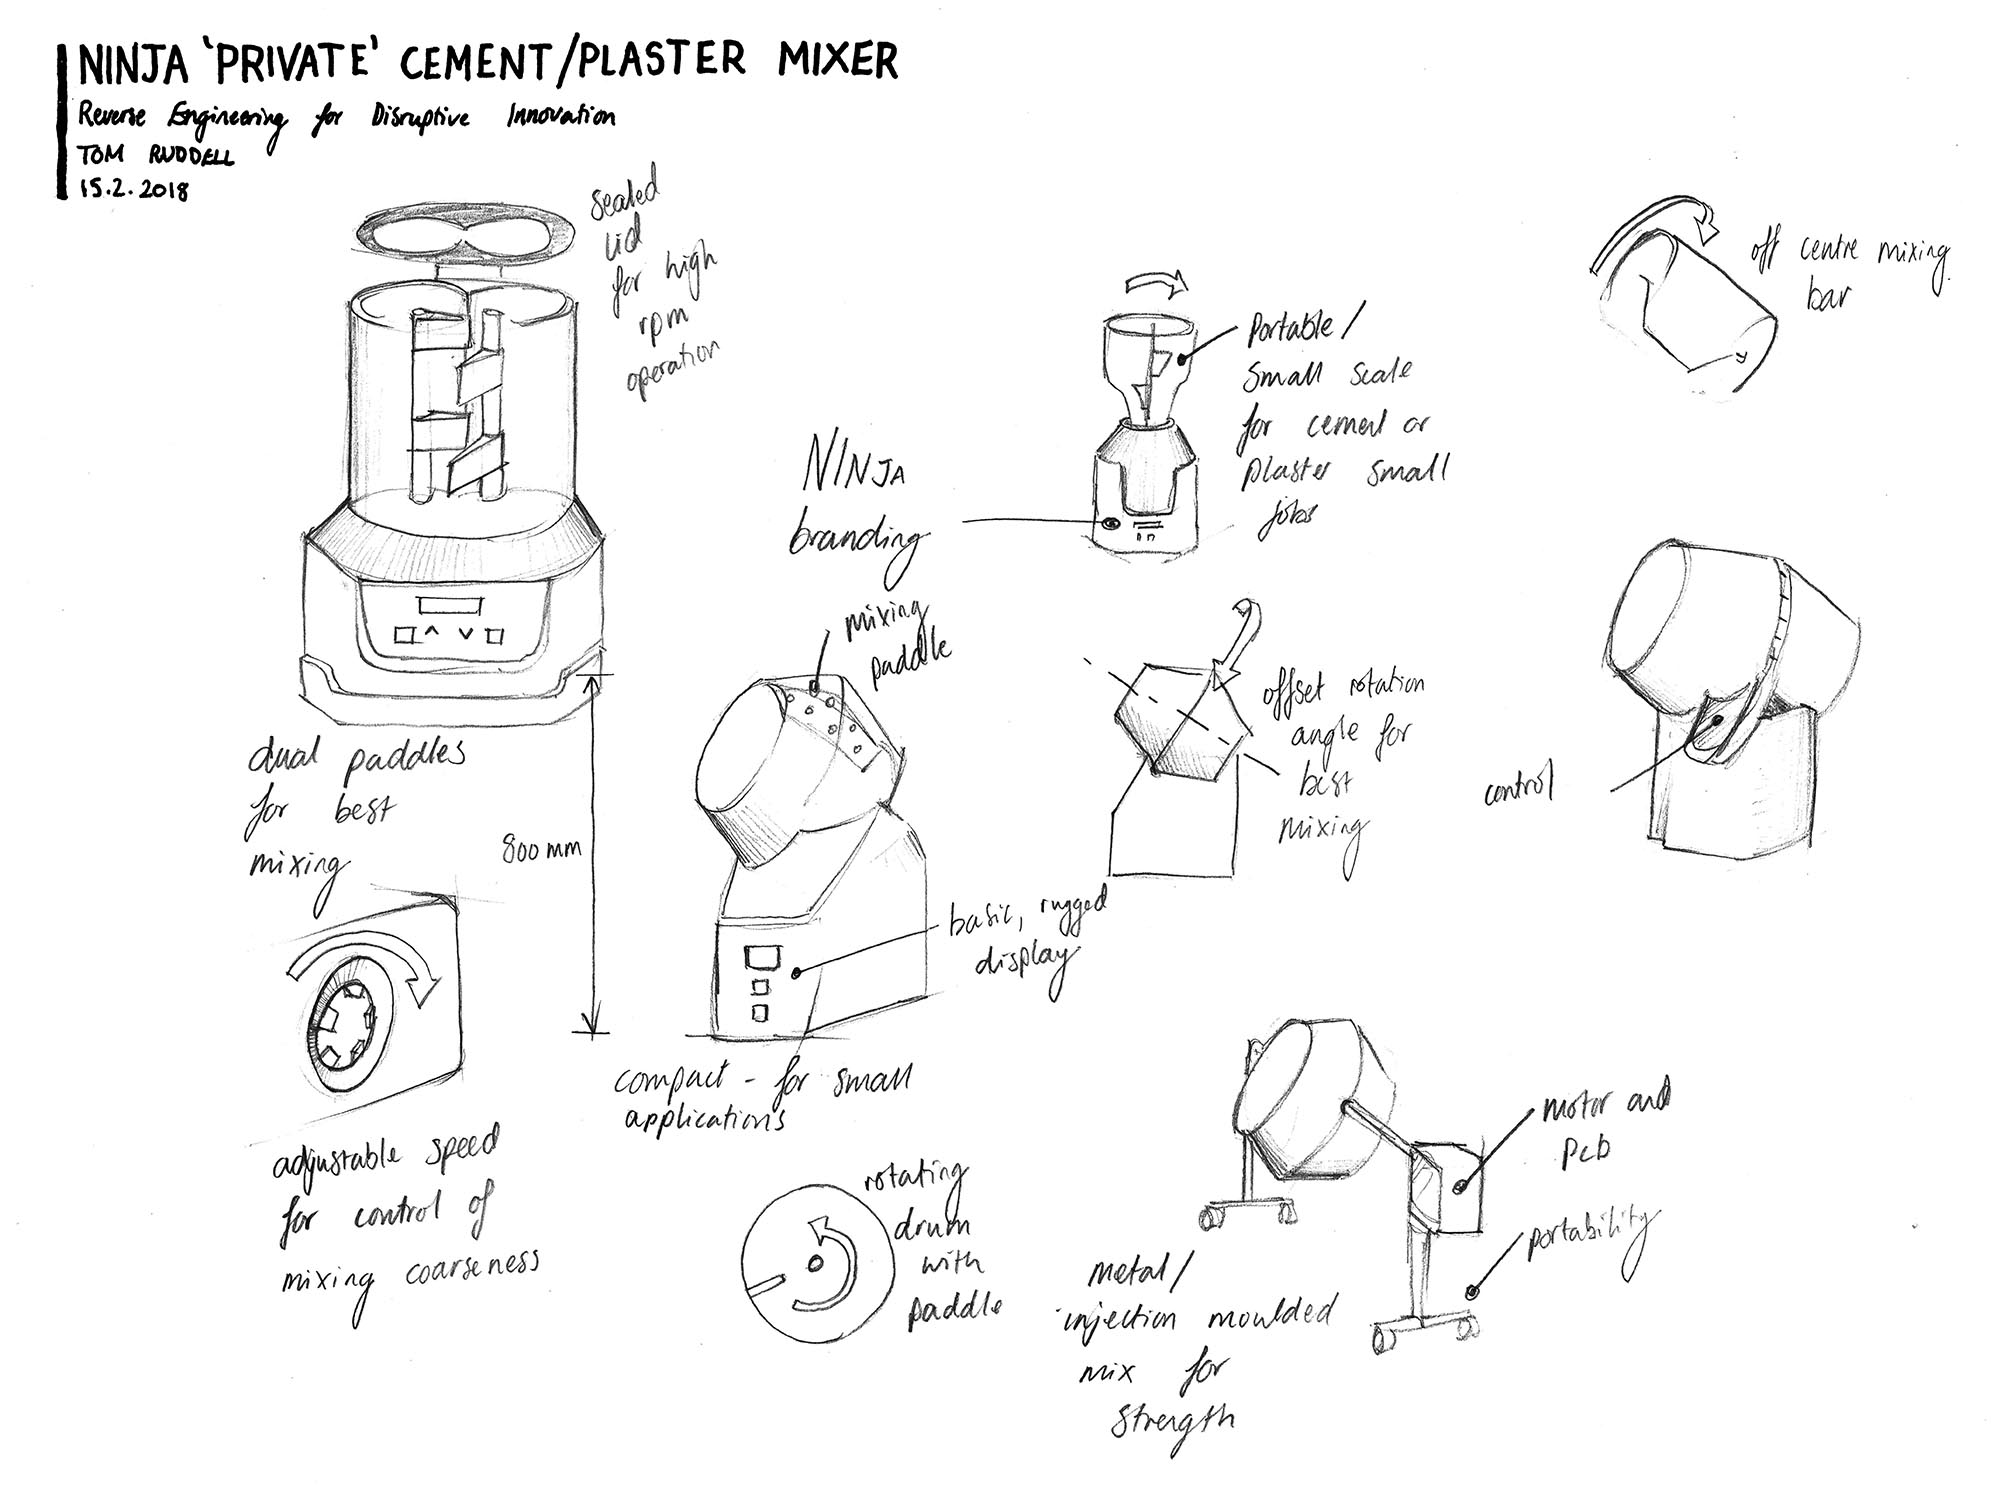 NINJA 'PRIVATE' CEMENT/PLASTER MIXER
Reverse Engineering for Disruptive Innovation
TOM RUDDELL
15.2.2018
sealed
lid
for high
rpm
operation
dual paddles
for best
mixing
800 mm
adjustable speed
for control of
mixing coarseness
NINJA
branding
mixing
paddle
basic, rugged
display
compact - for small
applications
rotating
drum
with
paddle
Portable /
small scale
for cement or
plaster small
jobs
offset rotation
angle for
best
mixing
off centre mixing
bar
control
motor and
pcb
portability
metal/
injection moulded
mix for
strength